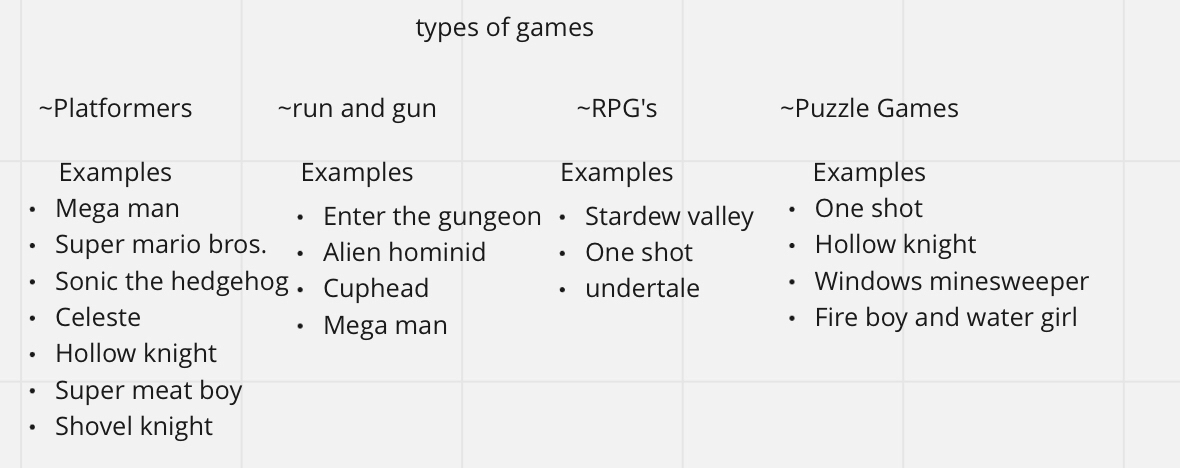 types of games
~Platformers
Examples
• Mega man
• Super mario bros.
• Sonic the hedgehog
• Celeste
• Hollow knight
• Super meat boy
• Shovel knight
~run and gun
Examples
• Enter the gungeon
• Alien hominid
• Cuphead
• Mega man
~RPG's
Examples
• Stardew valley
• One shot
• undertale
~Puzzle Games
Examples
• One shot
• Hollow knight
• Windows minesweeper
• Fire boy and water girl